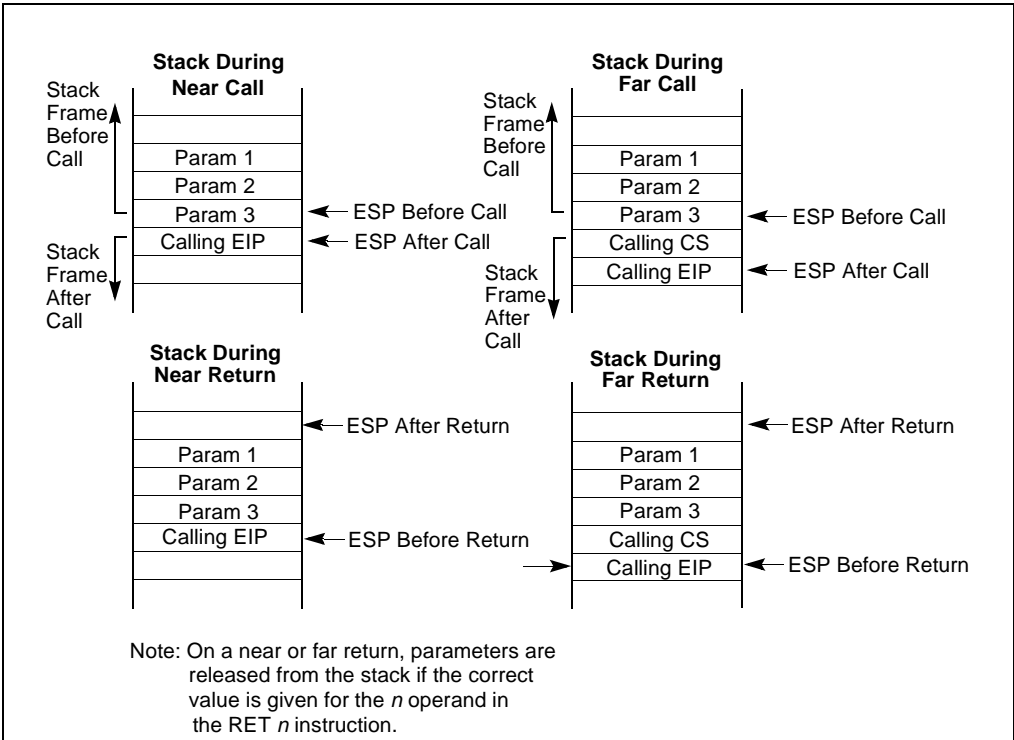 Stack During
Near Call
Stack
Frame
Before
Call
Param 1
Param 2
Param 3
Calling EIP
ESP Before Call
ESP After Call
Stack
Frame
After
Call
Stack During
Far Call
Stack
Frame
Before
Call
Param 1
Param 2
Param 3
Calling CS
Calling EIP
ESP Before Call
ESP After Call
Stack
Frame
After
Call
Stack During
Near Return
ESP After Return
Param 1
Param 2
Param 3
Calling EIP
ESP Before Return
Stack During
Far Return
ESP After Return
Param 1
Param 2
Param 3
Calling CS
Calling EIP
ESP Before Return
Note: On a near or far return, parameters are
released from the stack if the correct
value is given for the n operand in
the RET n instruction.